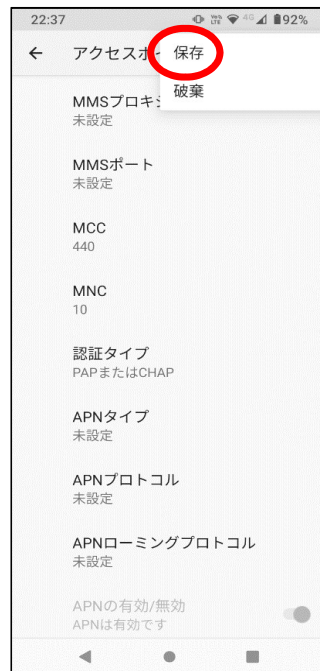 22:37
Vo LTE 4G 92%
アクセスポイ
保存
破棄
MMSプロキシ
未設定
MMSポート
未設定
MCC
440
MNC
10
認証タイプ
PAPまたはCHAP
APNタイプ
未設定
APNプロトコル
未設定
APNローミングプロトコル
未設定
APNの有効/無効
APNは有効です